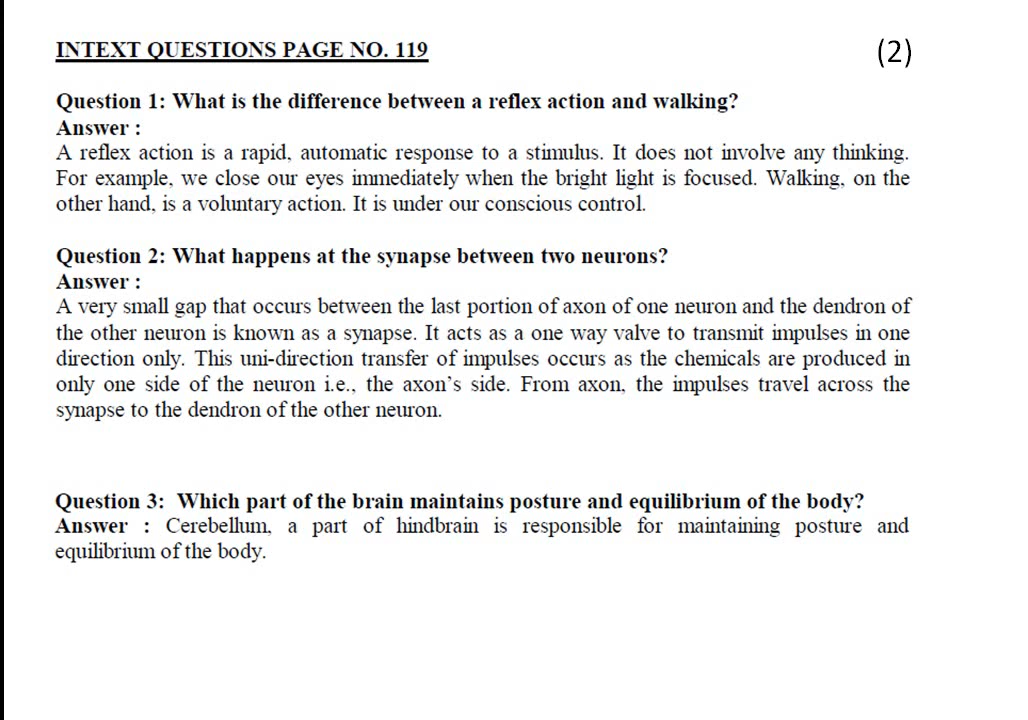 INTEXT QUESTIONS PAGE NO. 119
(2)
Question 1: What is the difference between a reflex action and walking?
Answer :
A reflex action is a rapid, automatic response to a stimulus. It does not involve any thinking.
For example, we close our eyes immediately when the bright light is focused. Walking, on the
other hand, is a voluntary action. It is under our conscious control.
Question 2: What happens at the synapse between two neurons?
Answer :
A very small gap that occurs between the last portion of axon of one neuron and the dendron of
the other neuron is known as a synapse. It acts as a one way valve to transmit impulses in one
direction only. This uni-direction transfer of impulses occurs as the chemicals are produced in
only one side of the neuron i.e., the axon’s side. From axon, the impulses travel across the
synapse to the dendron of the other neuron.
Question 3: Which part of the brain maintains posture and equilibrium of the body?
Answer : Cerebellum, a part of hindbrain is responsible for maintaining posture and
equilibrium of the body.